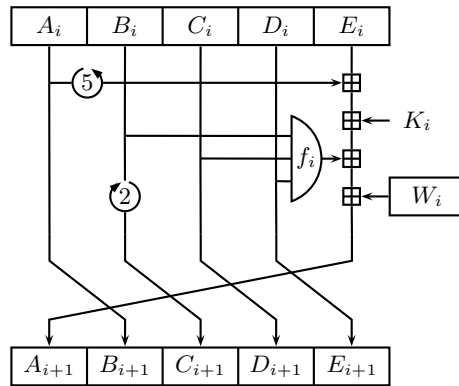 A_i B_i C_i D_i E_i
5
K_i
f_i
2
W_i
A_{i+1} B_{i+1} C_{i+1} D_{i+1} E_{i+1}